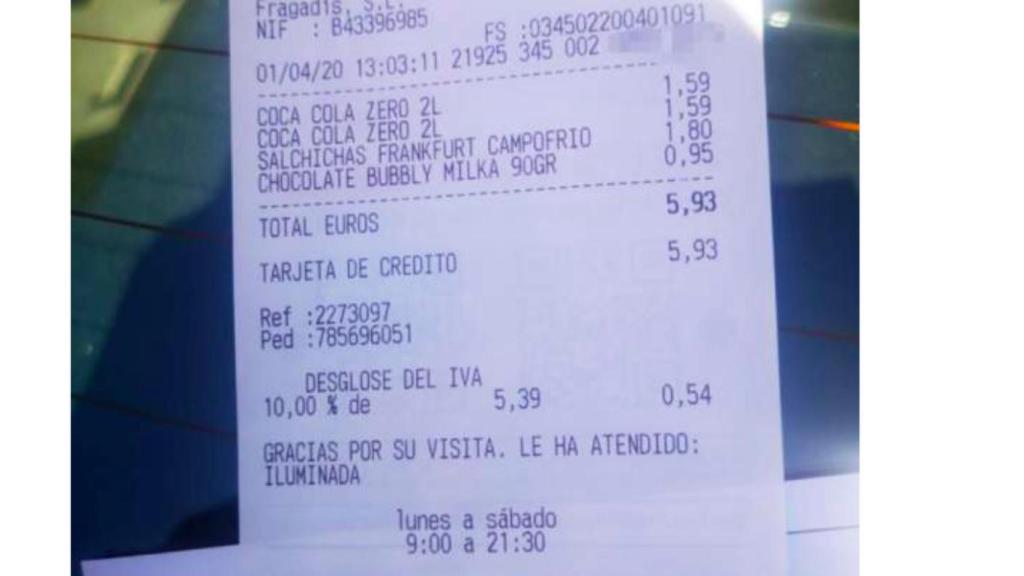 Fragadis, S.L.
NIF : B43396985 FS :034502200401091
01/04/20 13:03:11 21925 345 002
COCA COLA ZERO 2L 1,59
COCA COLA ZERO 2L 1,59
SALCHICHAS FRANKFURT CAMPOFRIO 1,80
CHOCOLATE BUBBLY MILKA 90GR 0,95
TOTAL EUROS 5,93
TARJETA DE CREDITO 5,93
Ref :2273097
Ped :785696051
DESGLOSE DEL IVA
10,00 % de 5,39 0,54
GRACIAS POR SU VISITA. LE HA ATENDIDO:
ILUMINADA
lunes a sábado
9:00 a 21:30